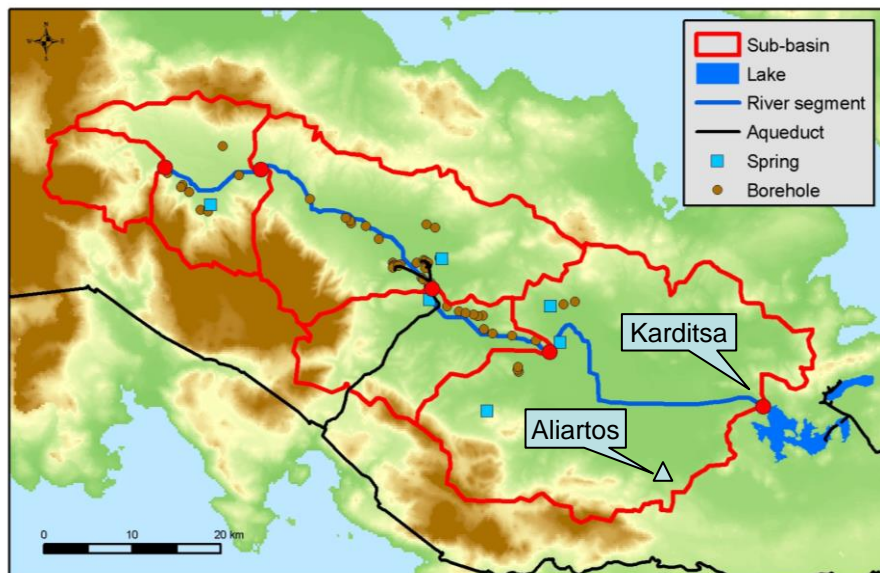 N
Sub-basin
Lake
River segment
Aqueduct
Spring
Borehole
Karditsa
Aliartos
0 10 20 km